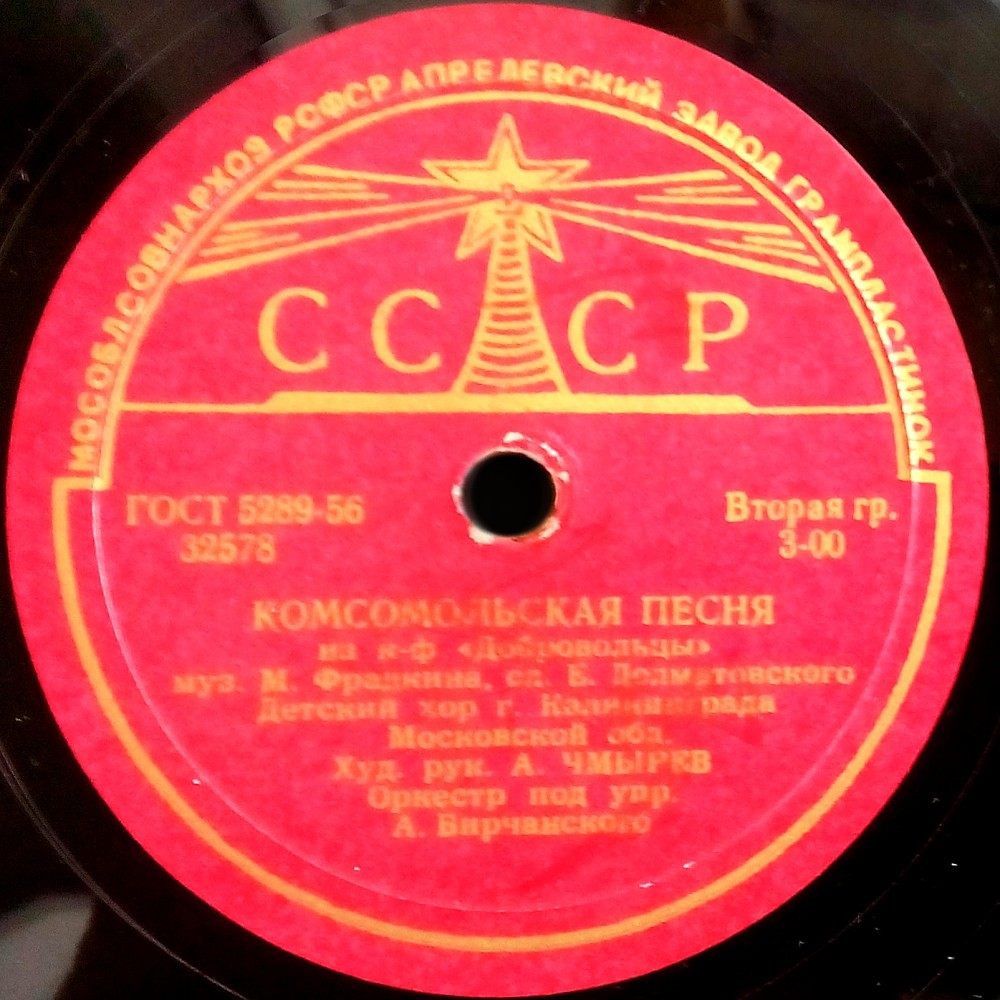 МОСОБЛСОВНАРХОЗ РСФСР АПРЕЛЕВСКИЙ ЗАВОД ГРАМПЛАСТИНОК
СССР
ГОСТ 5289-56
32578
Вторая гр.
3-00
КОМСОМОЛЬСКАЯ ПЕСНЯ
из к-ф «Добровольцы»
муз. М. Фрадкина, сл. Е. Долматовского
Детский хор г. Калининграда
Московской обл.
Худ. рук. А. ЧМЫРЕВ
Оркестр под упр.
А. Бирчанского